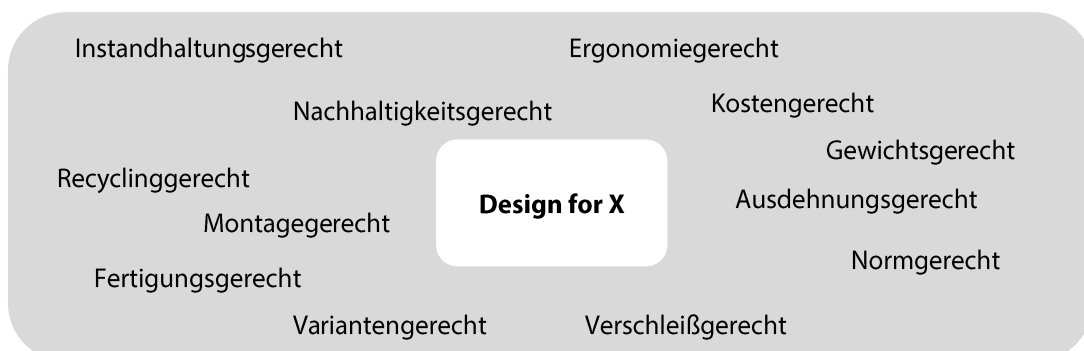 Instandhaltungsgerecht
Ergonomiegerecht
Nachhaltigkeitsgerecht
Kostengerecht
Gewichtsgerecht
Recyclinggerecht
Design for X
Ausdehnungsgerecht
Montagegerecht
Normgerecht
Fertigungsgerecht
Variantengerecht
Verschleißgerecht